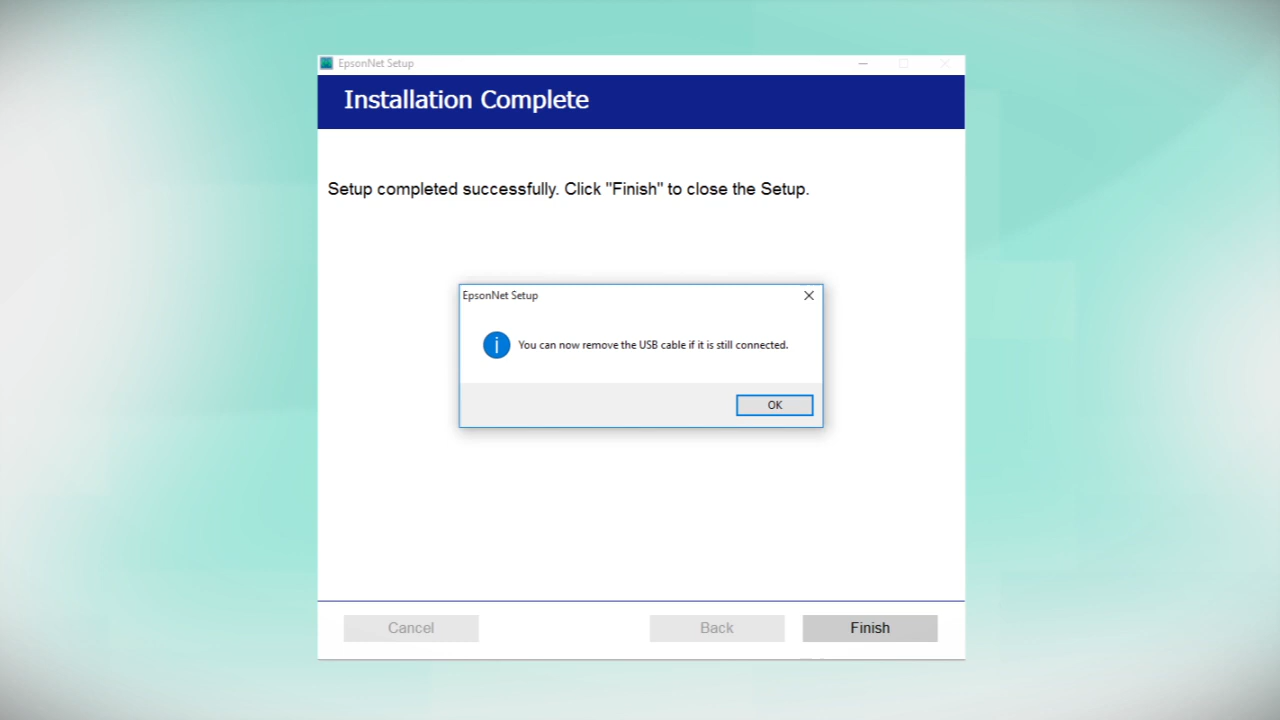 EpsonNet Setup
Installation Complete
Setup completed successfully. Click "Finish" to close the Setup.
EpsonNet Setup
You can now remove the USB cable if it is still connected.
OK
Cancel
Back
Finish